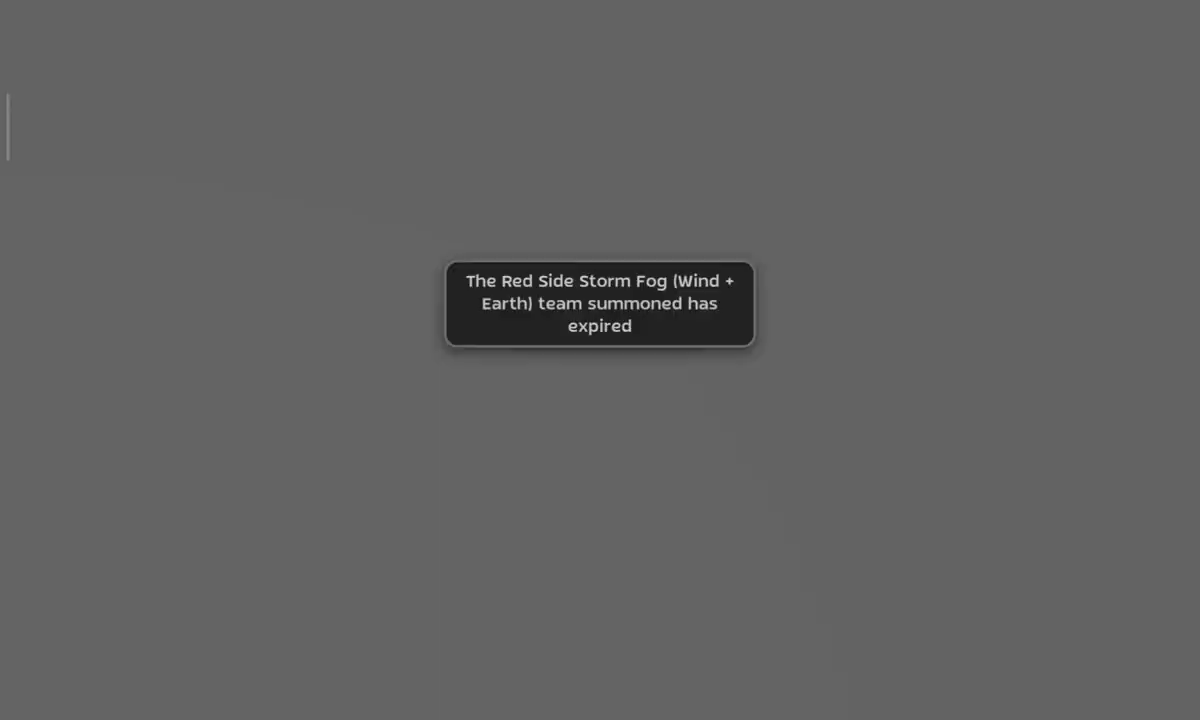 The Red Side Storm Fog (Wind +
Earth) team summoned has
expired